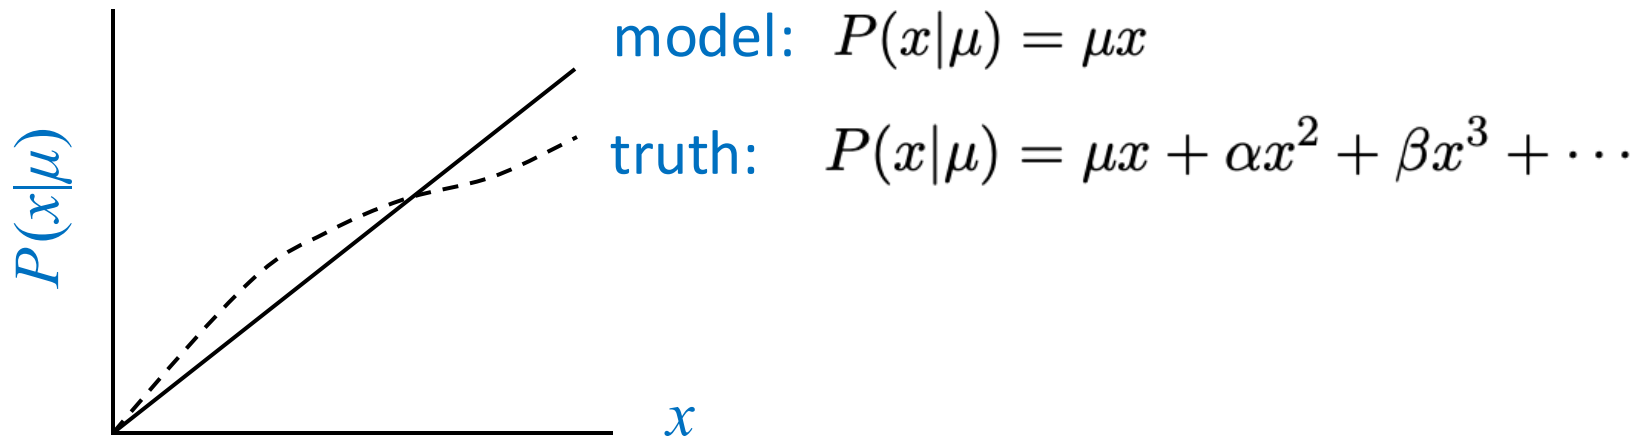 model: P(x|μ) = μx
truth: P(x|μ) = μx + αx² + βx³ + ⋯
P(x|μ)
x